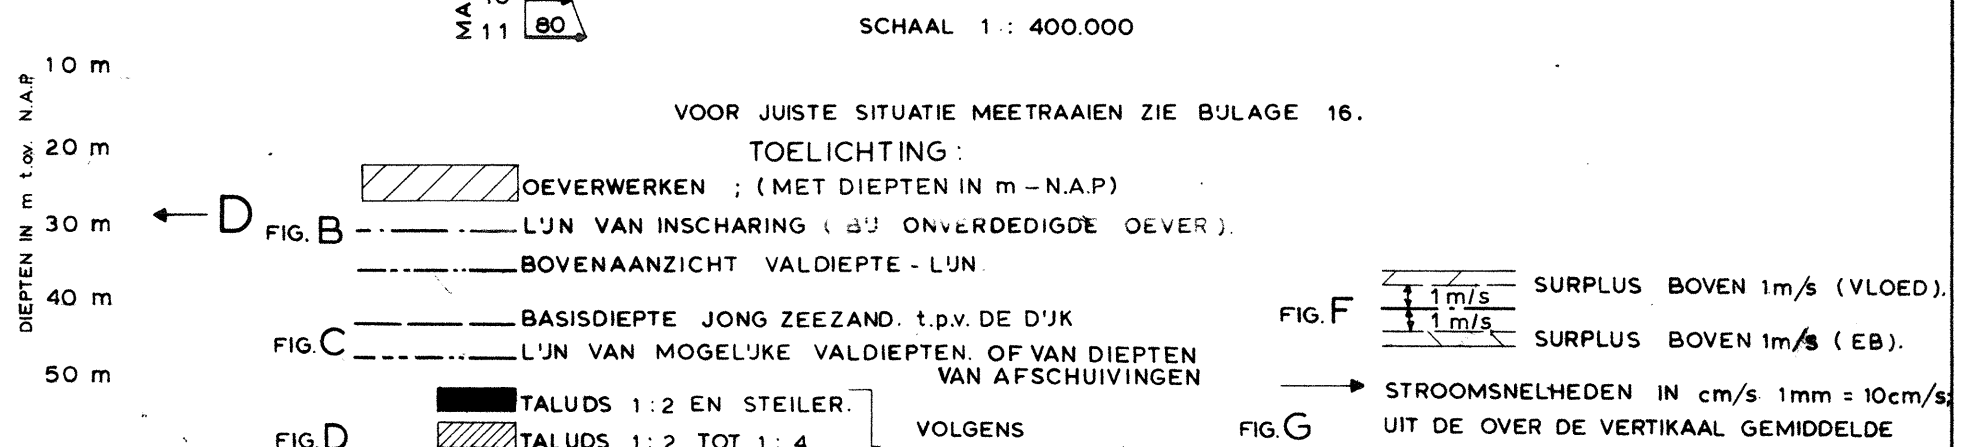 MA
11 80
SCHAAL 1 : 400.000
DIEPTEN IN m t.o.v. N.A.P.
10 m
20 m
30 m
40 m
50 m
VOOR JUISTE SITUATIE MEETRAAIEN ZIE BIJLAGE 16.
TOELICHTING :
OEVERWERKEN ; (MET DIEPTEN IN m – N.A.P)
D
FIG. B
LIJN VAN INSCHARING ( BIJ ONVERDEDIGDE OEVER ).
BOVENAANZICHT VALDIEPTE - LIJN
FIG. C
BASISDIEPTE JONG ZEEZAND. t.p.v. DE DIJK
LIJN VAN MOGELIJKE VALDIEPTEN. OF VAN DIEPTEN
VAN AFSCHUIVINGEN
FIG. D
TALUDS 1:2 EN STEILER.
TALUDS 1:2 TOT 1:4
VOLGENS
FIG. F
1 m/s
1 m/s
SURPLUS BOVEN 1m/s (VLOED).
SURPLUS BOVEN 1m/s ( EB).
FIG. G
STROOMSNELHEDEN IN cm/s 1mm = 10cm/s;
UIT DE OVER DE VERTIKAAL GEMIDDELDE